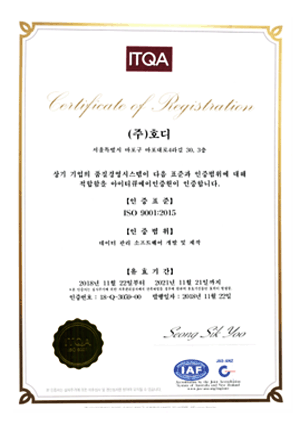 ITQA
Certificate of Registration
(주)호디
서울특별시 마포구 마포대로4라길 30, 3층
상기 기업의 품질경영시스템이 다음 표준과 인증범위에 대해
적합함을 아이티큐에이인증원이 인증합니다.
[인 증 표 준]
ISO 9001:2015
[인 증 범 위]
데이터 관리 소프트웨어 개발 및 제작
[유 효 기 간]
2018년 11월 22일부터 2021년 11월 21일까지
인증번호 : 18-Q-3059-00 발행일자 : 2018년 11월 22일
Seong Sik Yoo
ITQA
IAF
JAS-ANZ